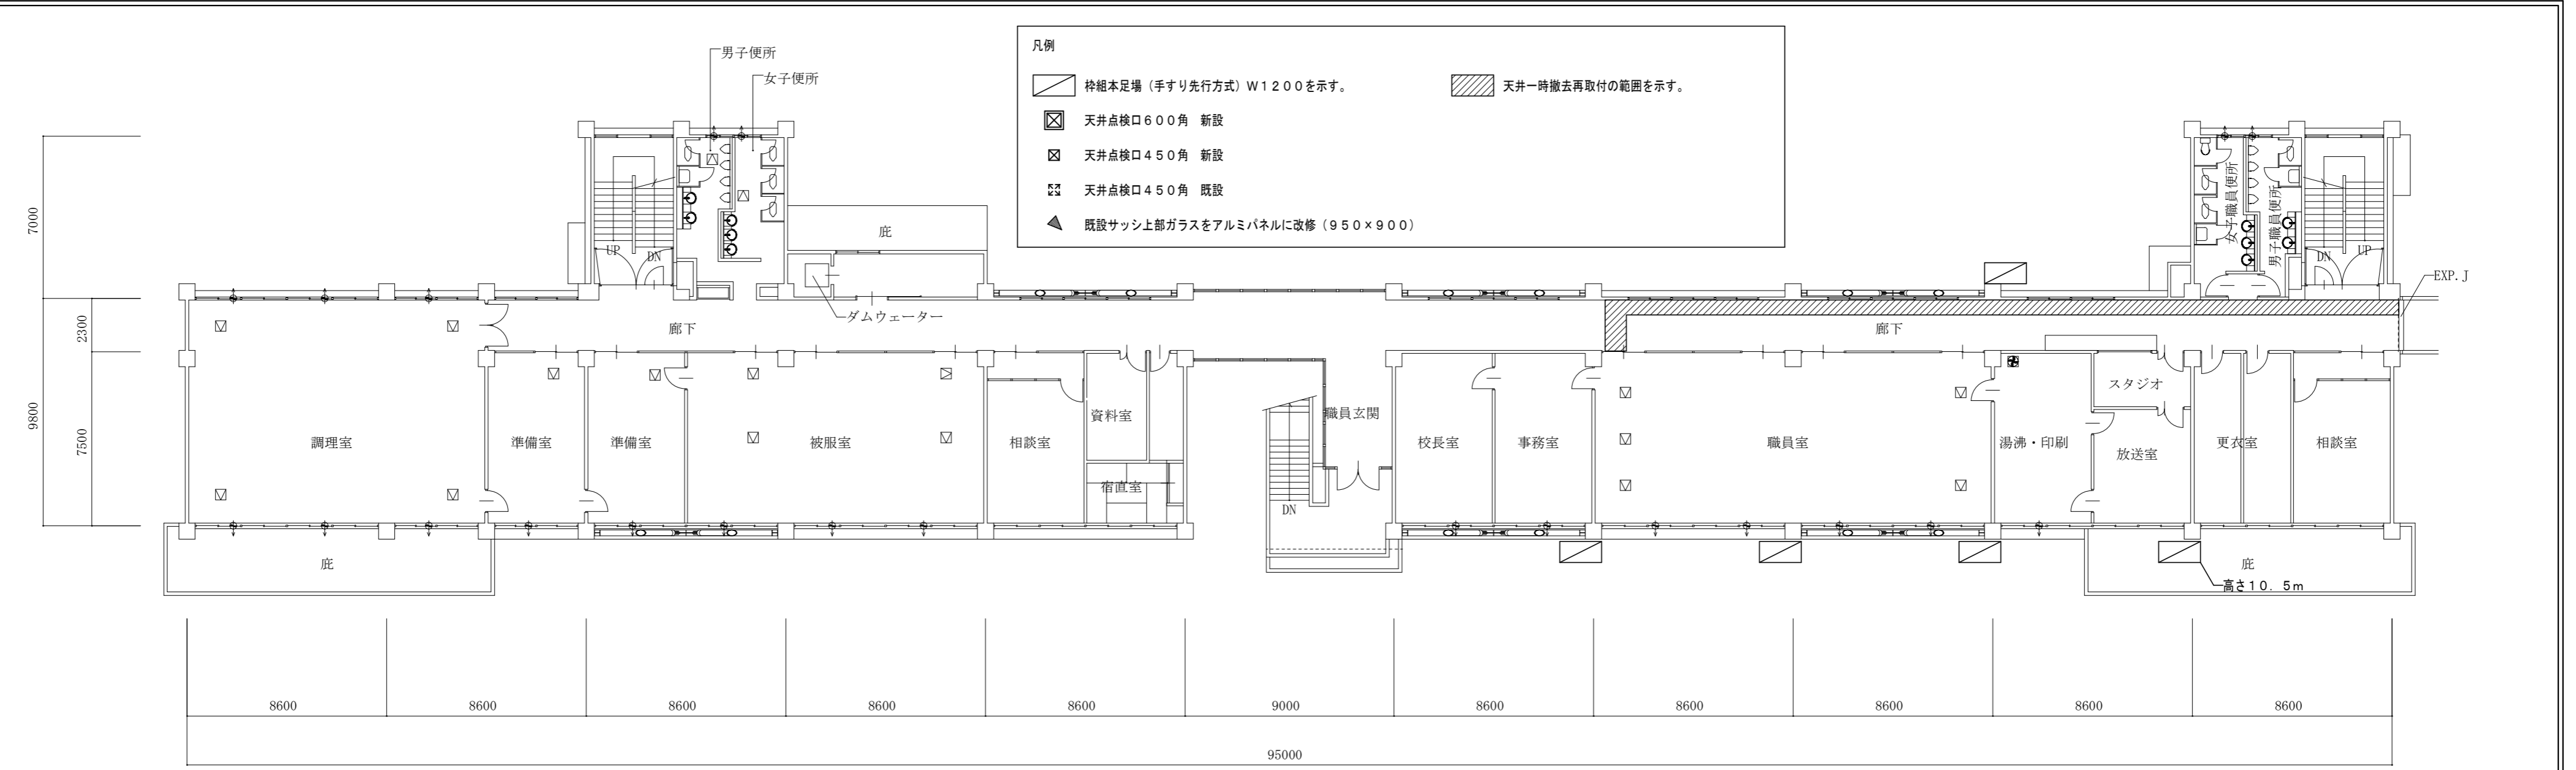 凡例
枠組本足場（手すり先行方式）W1200を示す。
天井一時撤去再取付の範囲を示す。
天井点検口600角　新設
天井点検口450角　新設
天井点検口450角　既設
既設サッシ上部ガラスをアルミパネルに改修（950×900）
男子便所
女子便所
女子職員便所
男子職員便所
庇
UP
DN
DN
UP
EXP.J
ダムウェーター
廊下
廊下
7000
2300
9800
7500
調理室
準備室
準備室
被服室
相談室
資料室
宿直室
職員玄関
DN
校長室
事務室
職員室
湯沸・印刷
スタジオ
放送室
更衣室
相談室
庇
庇
高さ10．5m
8600
8600
8600
8600
8600
9000
8600
8600
8600
8600
8600
95000